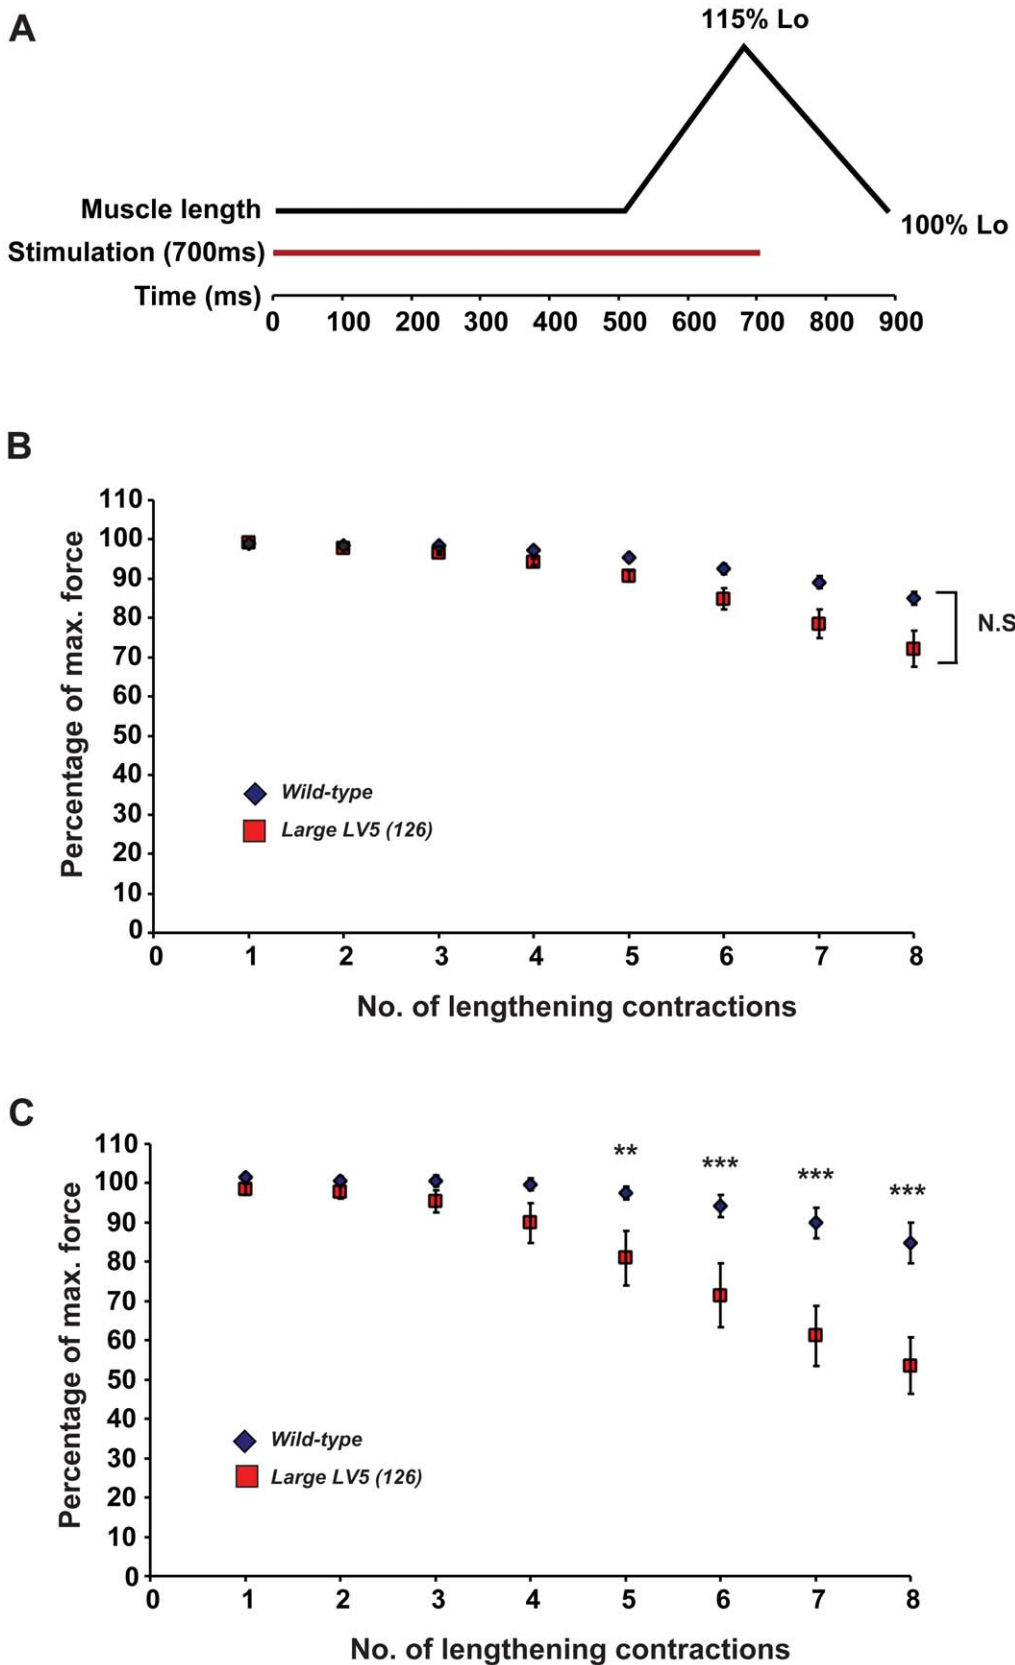 A
115% Lo
Muscle length
100% Lo
Stimulation (700ms)
Time (ms)
0 100 200 300 400 500 600 700 800 900
B
Percentage of max. force
110
100
90
80
70
60
50
40
30
20
10
0
N.S
Wild-type
Large LV5 (126)
0 1 2 3 4 5 6 7 8
No. of lengthening contractions
C
Percentage of max. force
110
100
90
80
70
60
50
40
30
20
10
0
** *** *** ***
Wild-type
Large LV5 (126)
0 1 2 3 4 5 6 7 8
No. of lengthening contractions